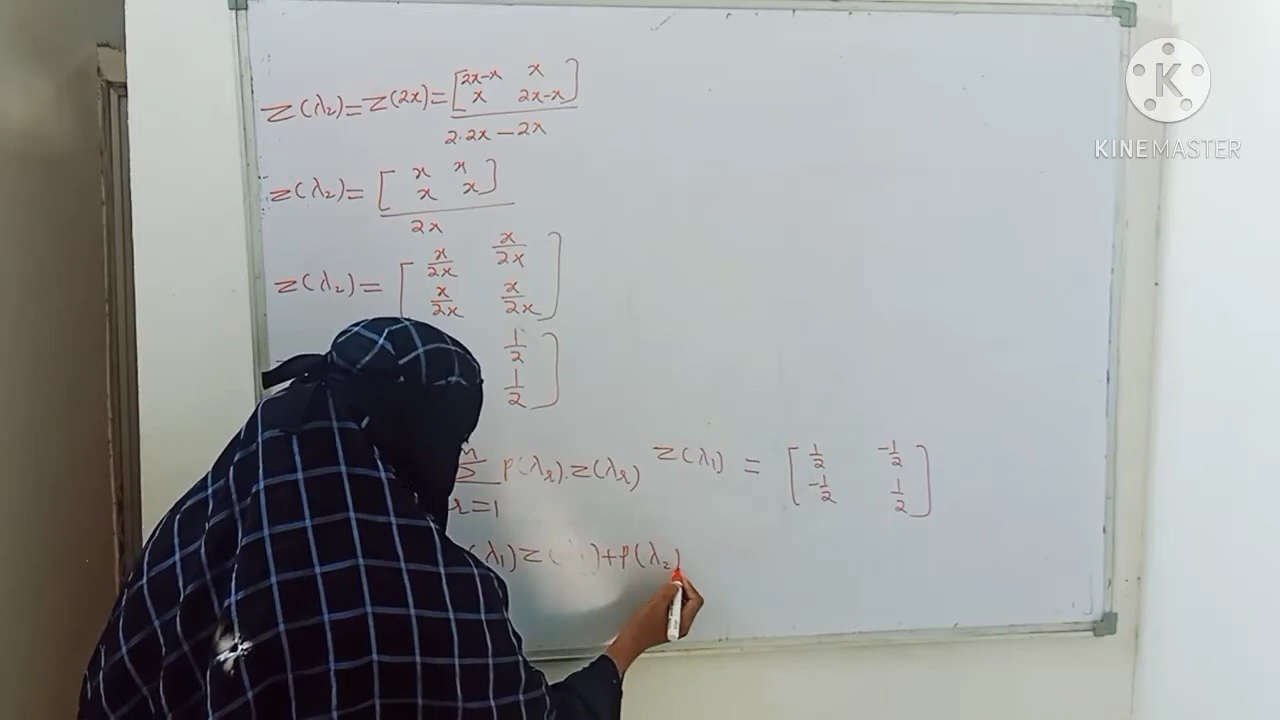 K
KINEMASTER
Z(λ₂)=Z(2x)= [2x-x x
x 2x-x]
2·2x-2x
Z(λ₂)= [x x
x x]
2x
Z(λ₂)= [x/2x x/2x
x/2x x/2x]
1/2
1/2]
Σ P(λr).Z(λr) Z(λ₁) = [1/2 -1/2
r=1 -1/2 1/2]
(λ₁)Z( )+P(λ₂)